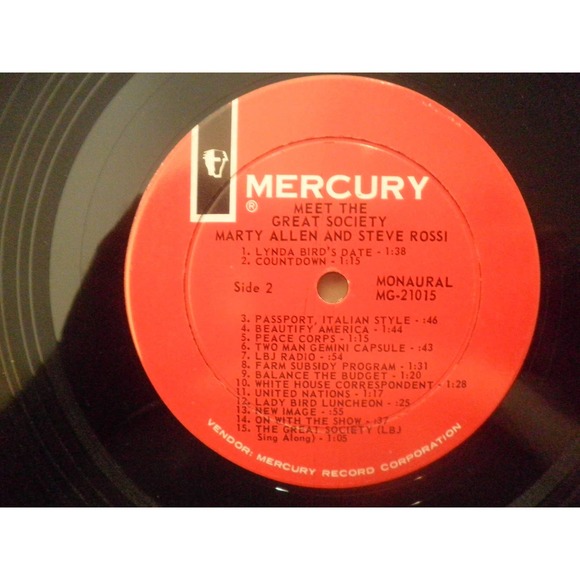 MERCURY
®
MEET THE
GREAT SOCIETY
MARTY ALLEN AND STEVE ROSSI
1. LYNDA BIRD'S DATE - 1:38
2. COUNTDOWN - 1:15
Side 2
MONAURAL
MG-21015
3. PASSPORT, ITALIAN STYLE - :46
4. BEAUTIFY AMERICA - 1:44
5. PEACE CORPS - 1:15
6. TWO MAN GEMINI CAPSULE - :43
7. LBJ RADIO - :54
8. FARM SUBSIDY PROGRAM - 1:31
9. BALANCE THE BUDGET - 1:20
10. WHITE HOUSE CORRESPONDENT - 1:28
11. UNITED NATIONS - 1:17
12. LADY BIRD LUNCHEON - :25
13. NEW IMAGE - :55
14. ON WITH THE SHOW - :37
15. THE GREAT SOCIETY (LBJ
Sing Along) - 1:05
VENDOR: MERCURY RECORD CORPORATION